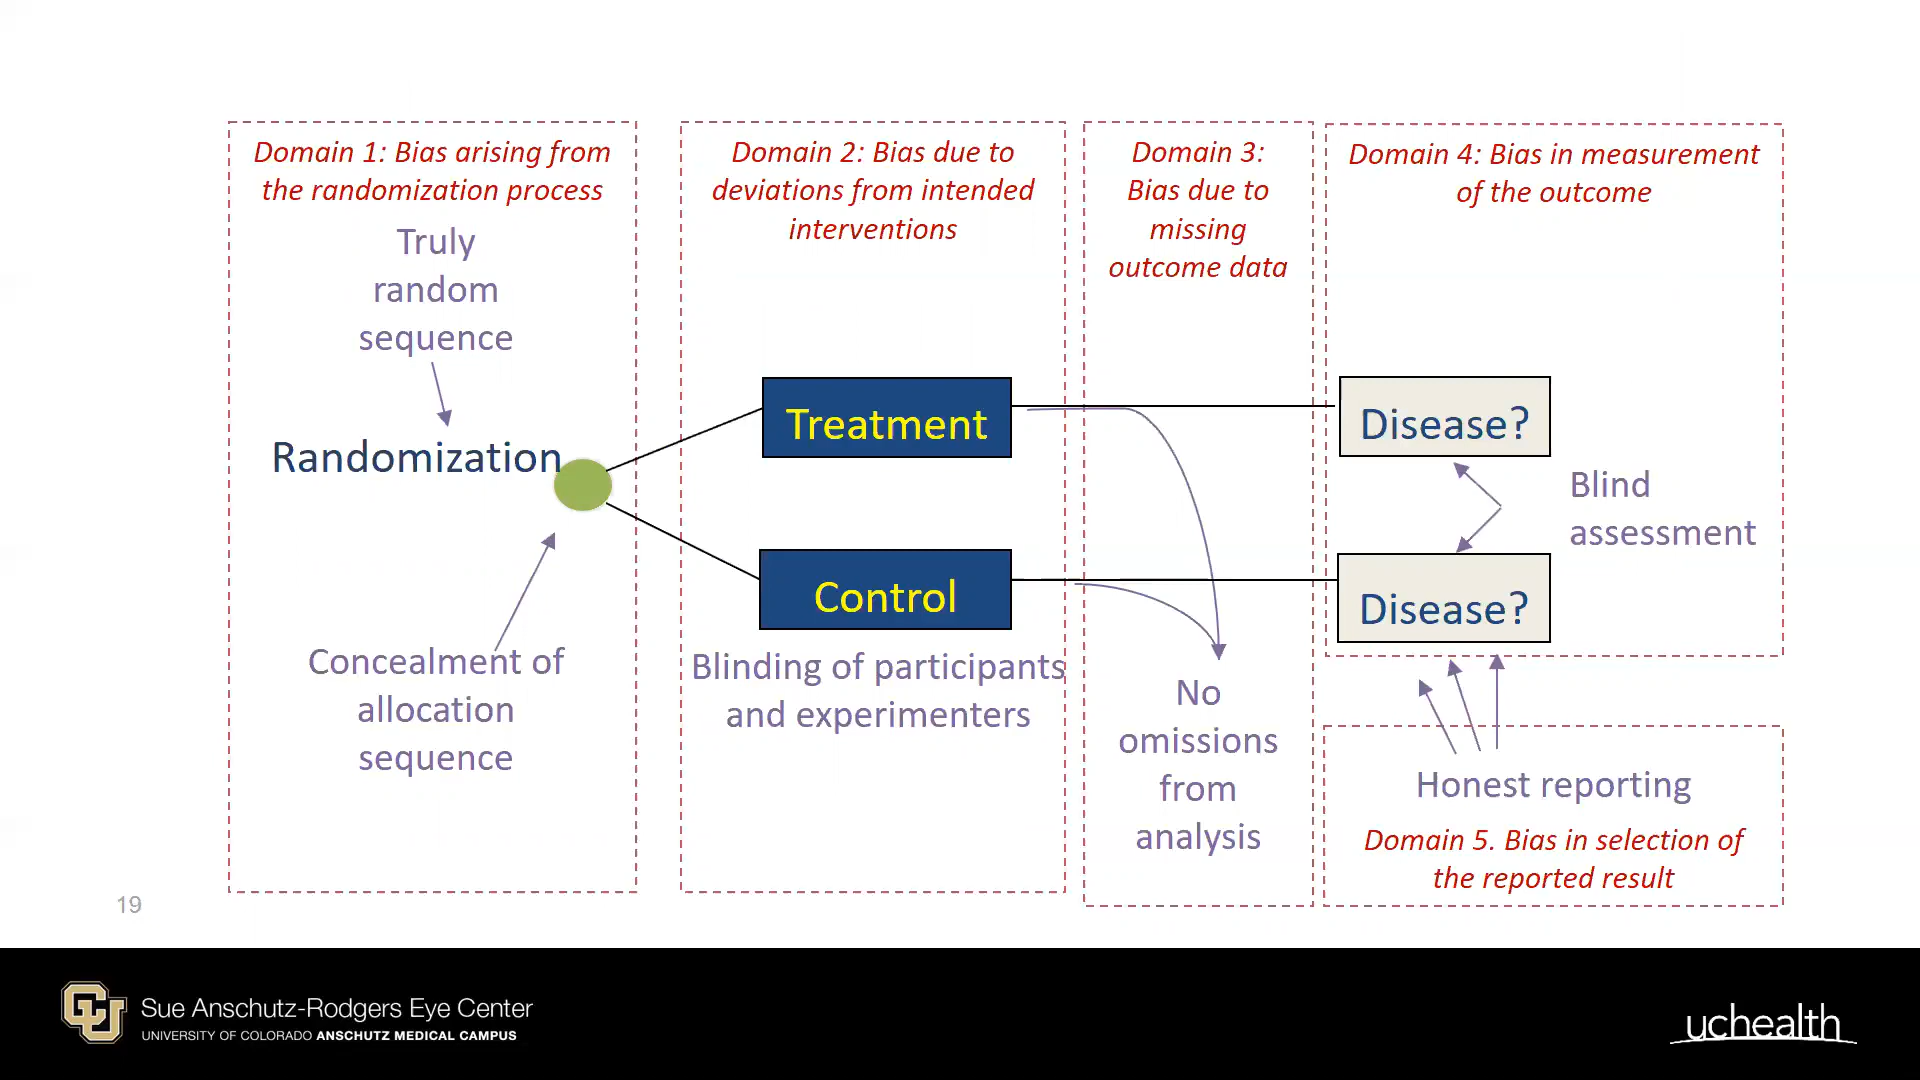 Domain 1: Bias arising from
the randomization process
Truly
random
sequence
Randomization
Concealment of
allocation
sequence
Domain 2: Bias due to
deviations from intended
interventions
Treatment
Control
Blinding of participants
and experimenters
Domain 3:
Bias due to
missing
outcome data
No
omissions
from
analysis
Domain 4: Bias in measurement
of the outcome
Disease?
Blind
assessment
Disease?
Honest reporting
Domain 5. Bias in selection of
the reported result
19
CU
Sue Anschutz-Rodgers Eye Center
UNIVERSITY OF COLORADO ANSCHUTZ MEDICAL CAMPUS
uchealth